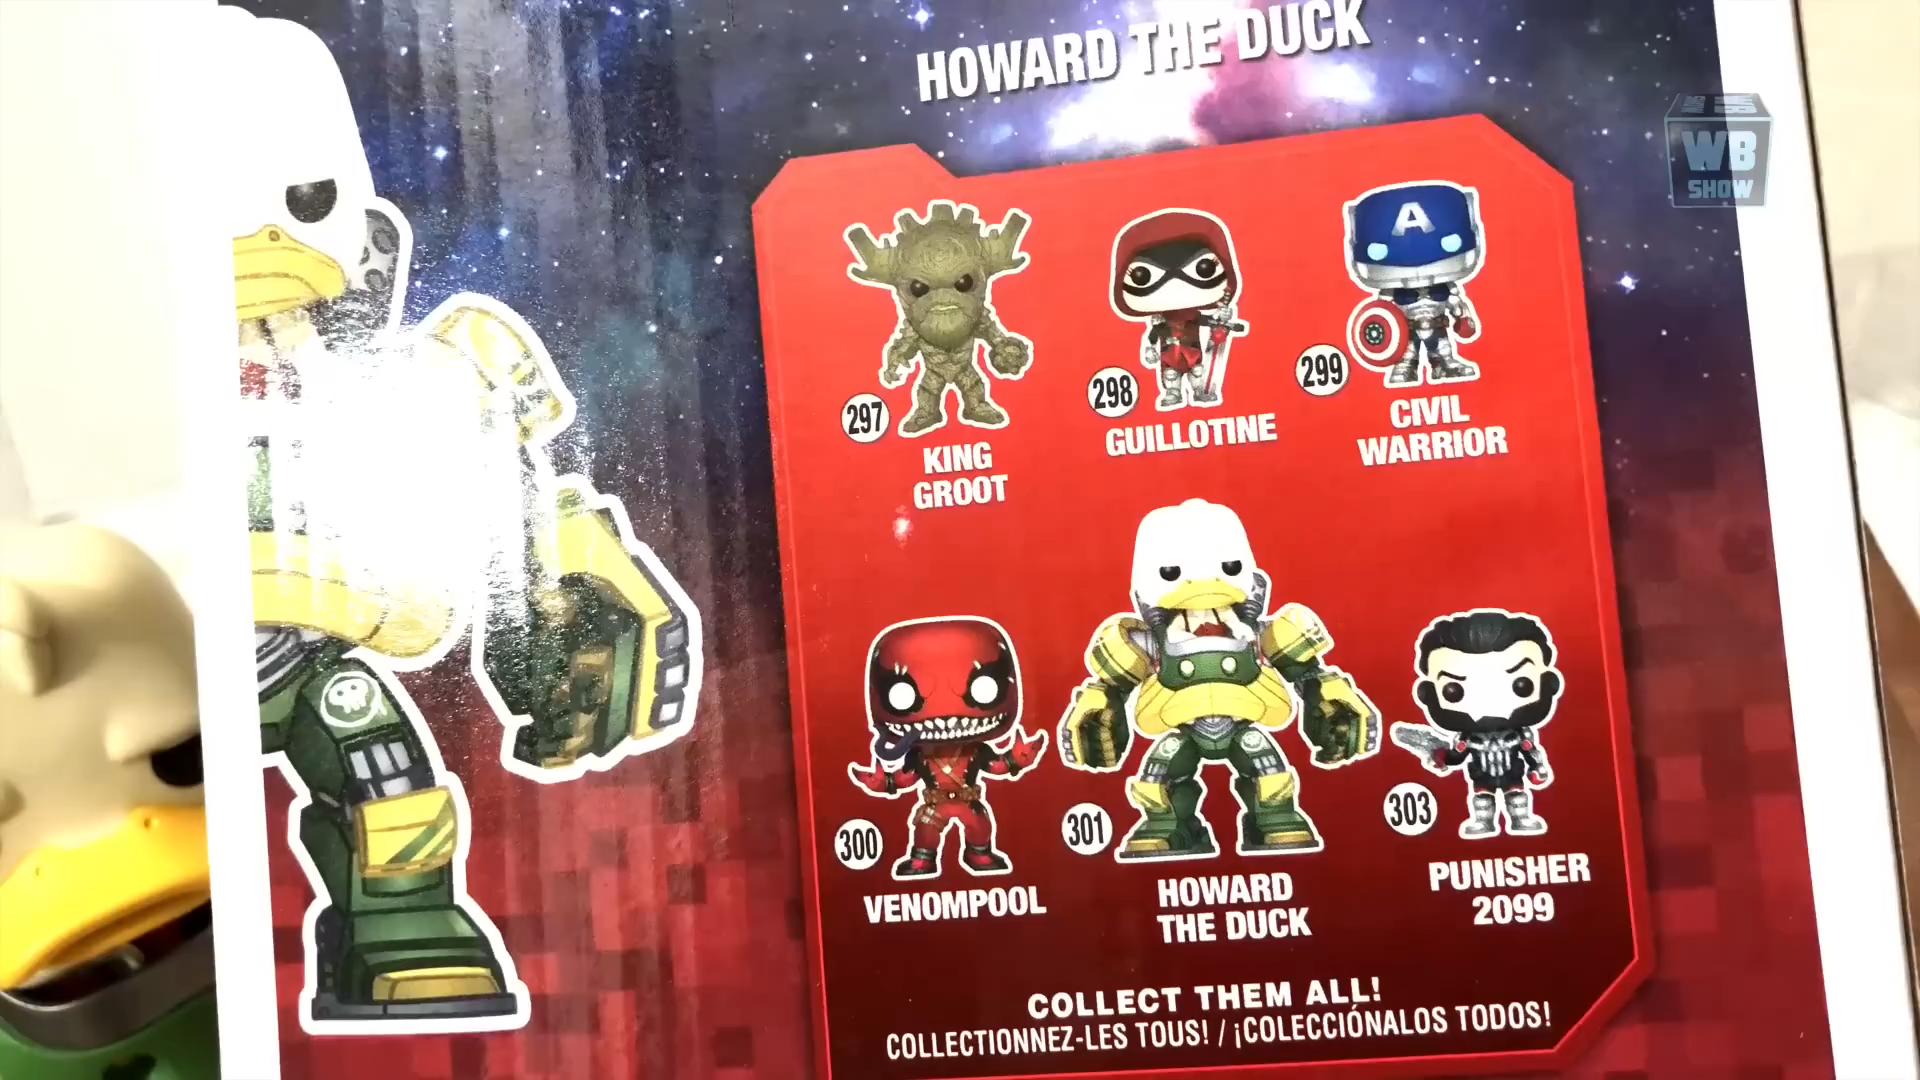 HOWARD THE DUCK
WB
SHOW
A
297
KING
GROOT
298
GUILLOTINE
299
CIVIL
WARRIOR
300
VENOMPOOL
301
HOWARD
THE DUCK
303
PUNISHER
2099
COLLECT THEM ALL!
COLLECTIONNEZ-LES TOUS! / ¡COLECCIÓNALOS TODOS!